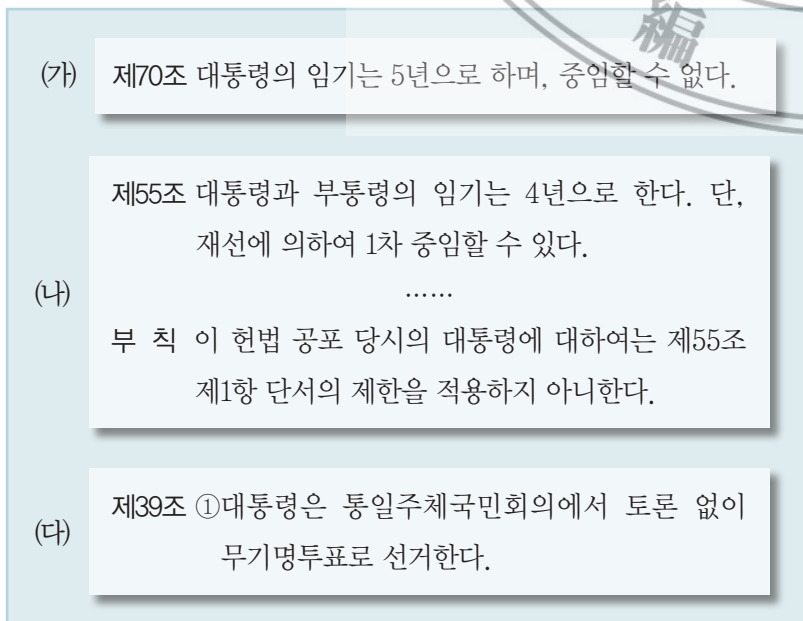 編
(가) 제70조 대통령의 임기는 5년으로 하며, 중임할 수 없다.
제55조 대통령과 부통령의 임기는 4년으로 한다. 단,
재선에 의하여 1차 중임할 수 있다.
(나) ……
부 칙 이 헌법 공포 당시의 대통령에 대하여는 제55조
제1항 단서의 제한을 적용하지 아니한다.
제39조 ①대통령은 통일주체국민회의에서 토론 없이
(다)
무기명투표로 선거한다.